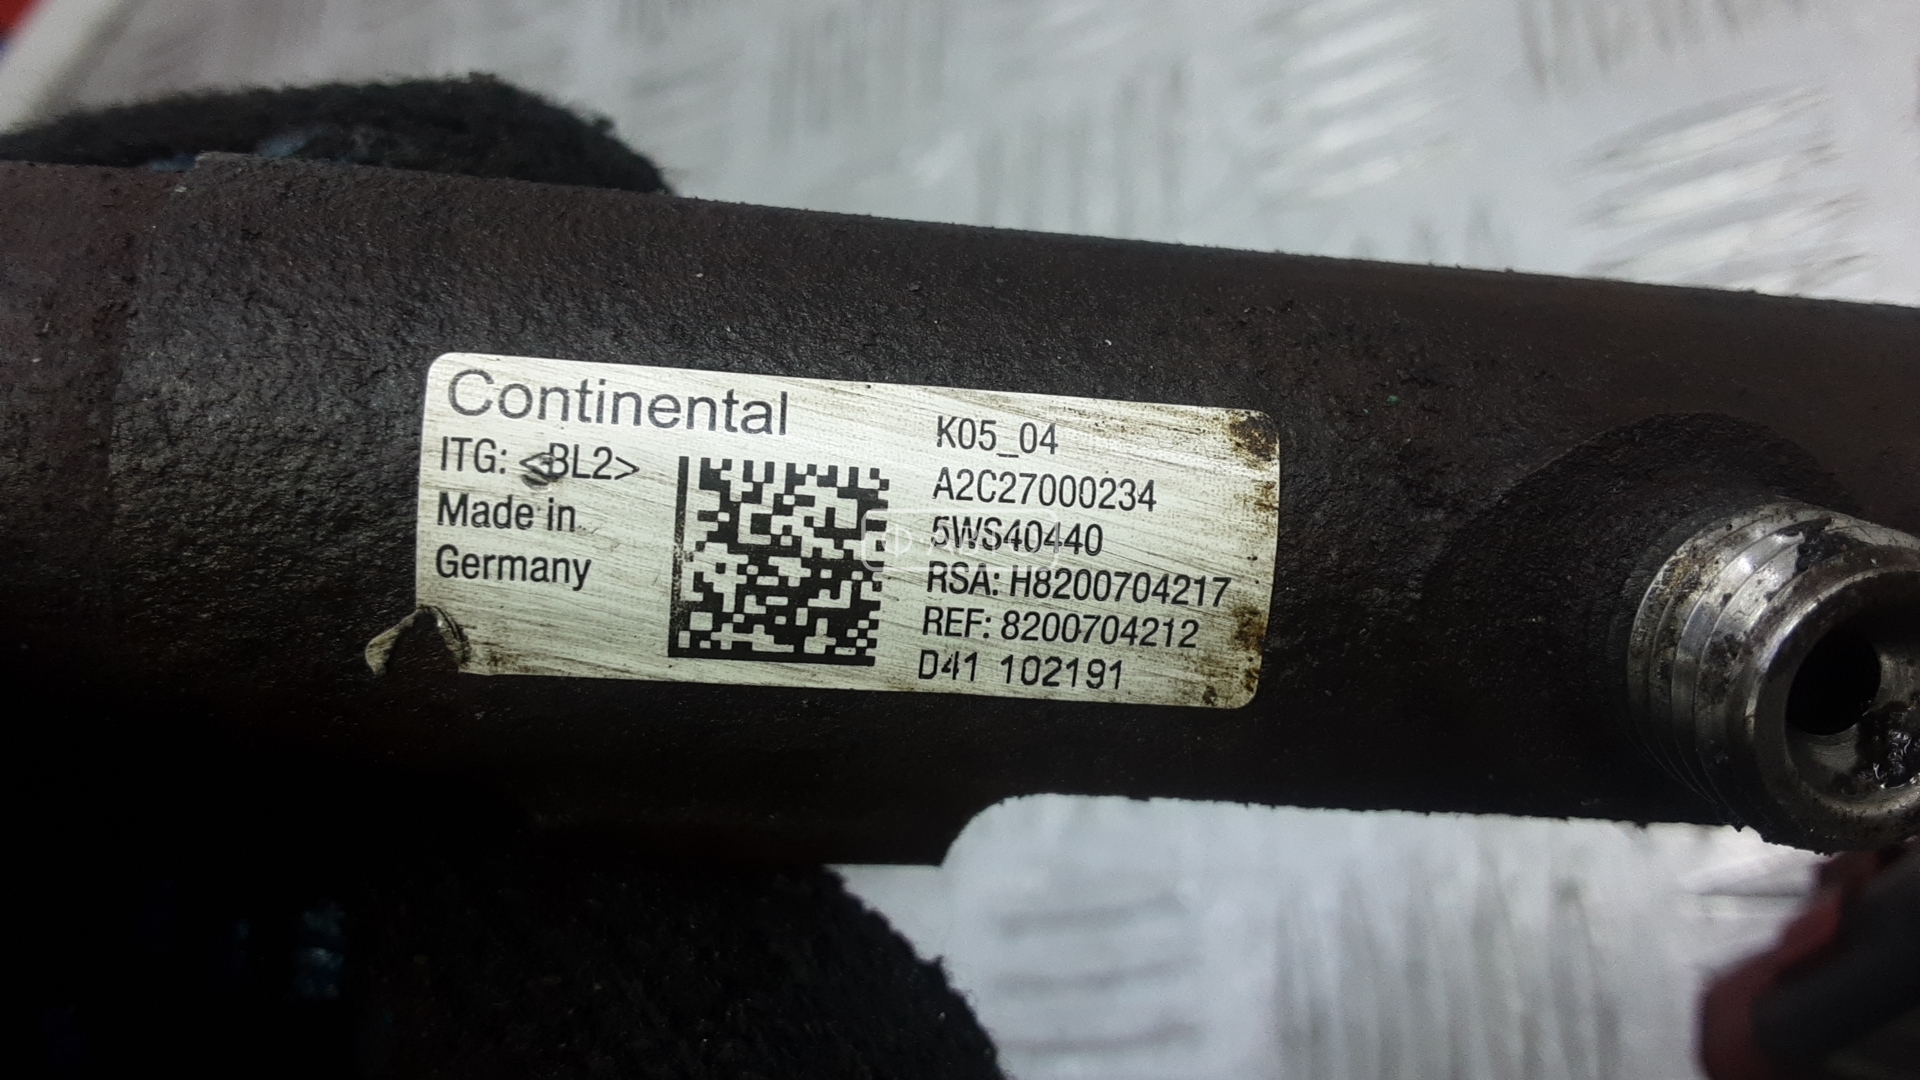 Continental
ITG: <BL2>
Made in
Germany
K05_04
A2C27000234
5WS40440
RSA: H8200704217
REF: 8200704212
D41 102191